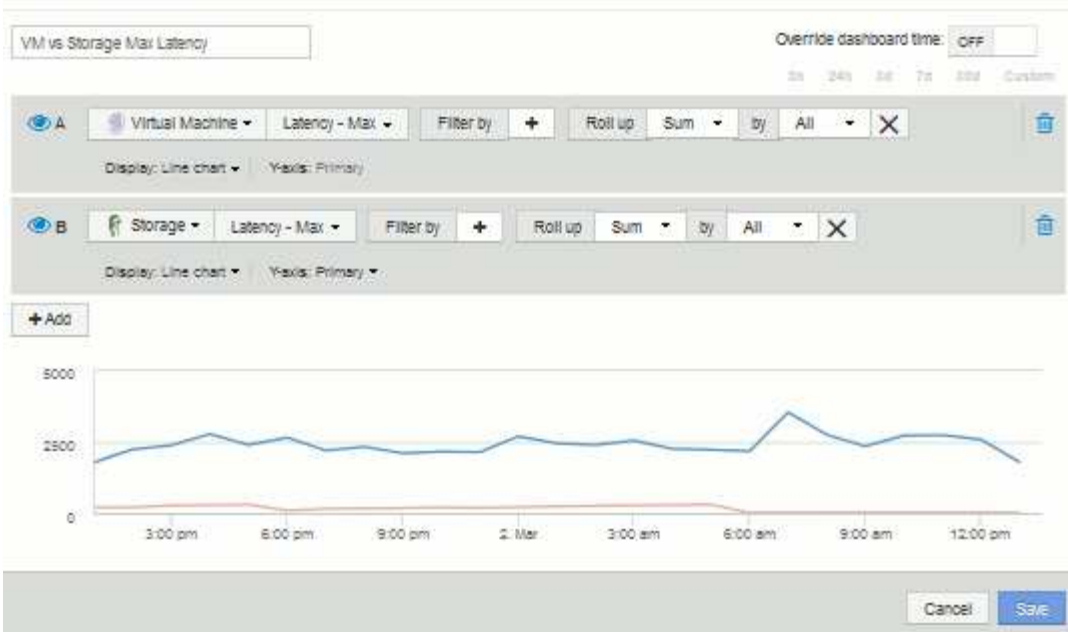 VM vs Storage Max Latency
Override dashboard time: OFF
3h 24h 3d 7d 30d Custom
A Virtual Machine Latency - Max Filter by + Roll up Sum by All
Display: Line chart Y-axis: Primary
B Storage Latency - Max Filter by + Roll up Sum by All
Display: Line chart Y-axis: Primary
+ Add
5000
2500
0
3:00 pm 6:00 pm 9:00 pm 2. Mar 3:00 am 6:00 am 9:00 am 12:00 pm
Cancel Save